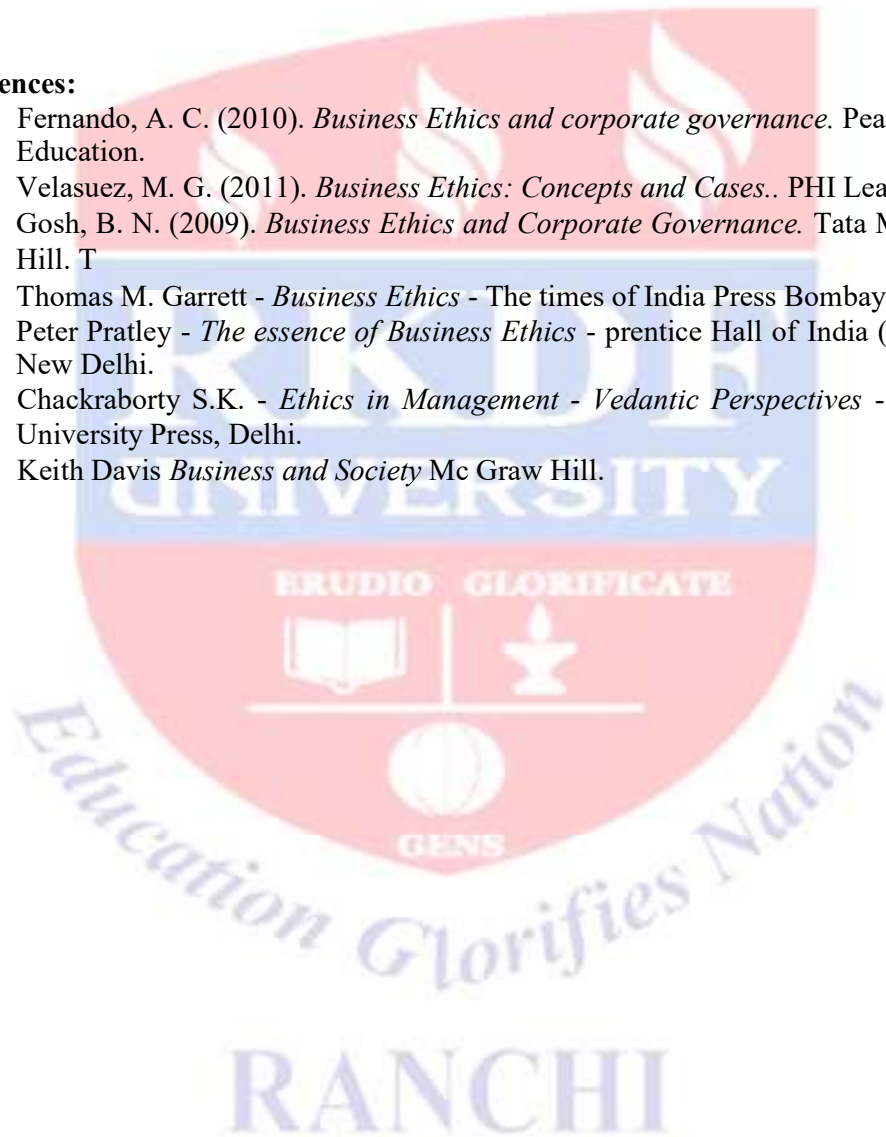 ences:
Fernando, A. C. (2010). Business Ethics and corporate governance. Pea
Education.
Velasuez, M. G. (2011). Business Ethics: Concepts and Cases.. PHI Lea
Gosh, B. N. (2009). Business Ethics and Corporate Governance. Tata M
Hill. T
Thomas M. Garrett - Business Ethics - The times of India Press Bombay
Peter Pratley - The essence of Business Ethics - prentice Hall of India (
New Delhi.
Chackraborty S.K. - Ethics in Management - Vedantic Perspectives -
University Press, Delhi.
Keith Davis Business and Society Mc Graw Hill.
RKDF
UNIVERSITY
ERUDIO GLORIFICATE
GENS
Education Glorifies Nation
RANCHI